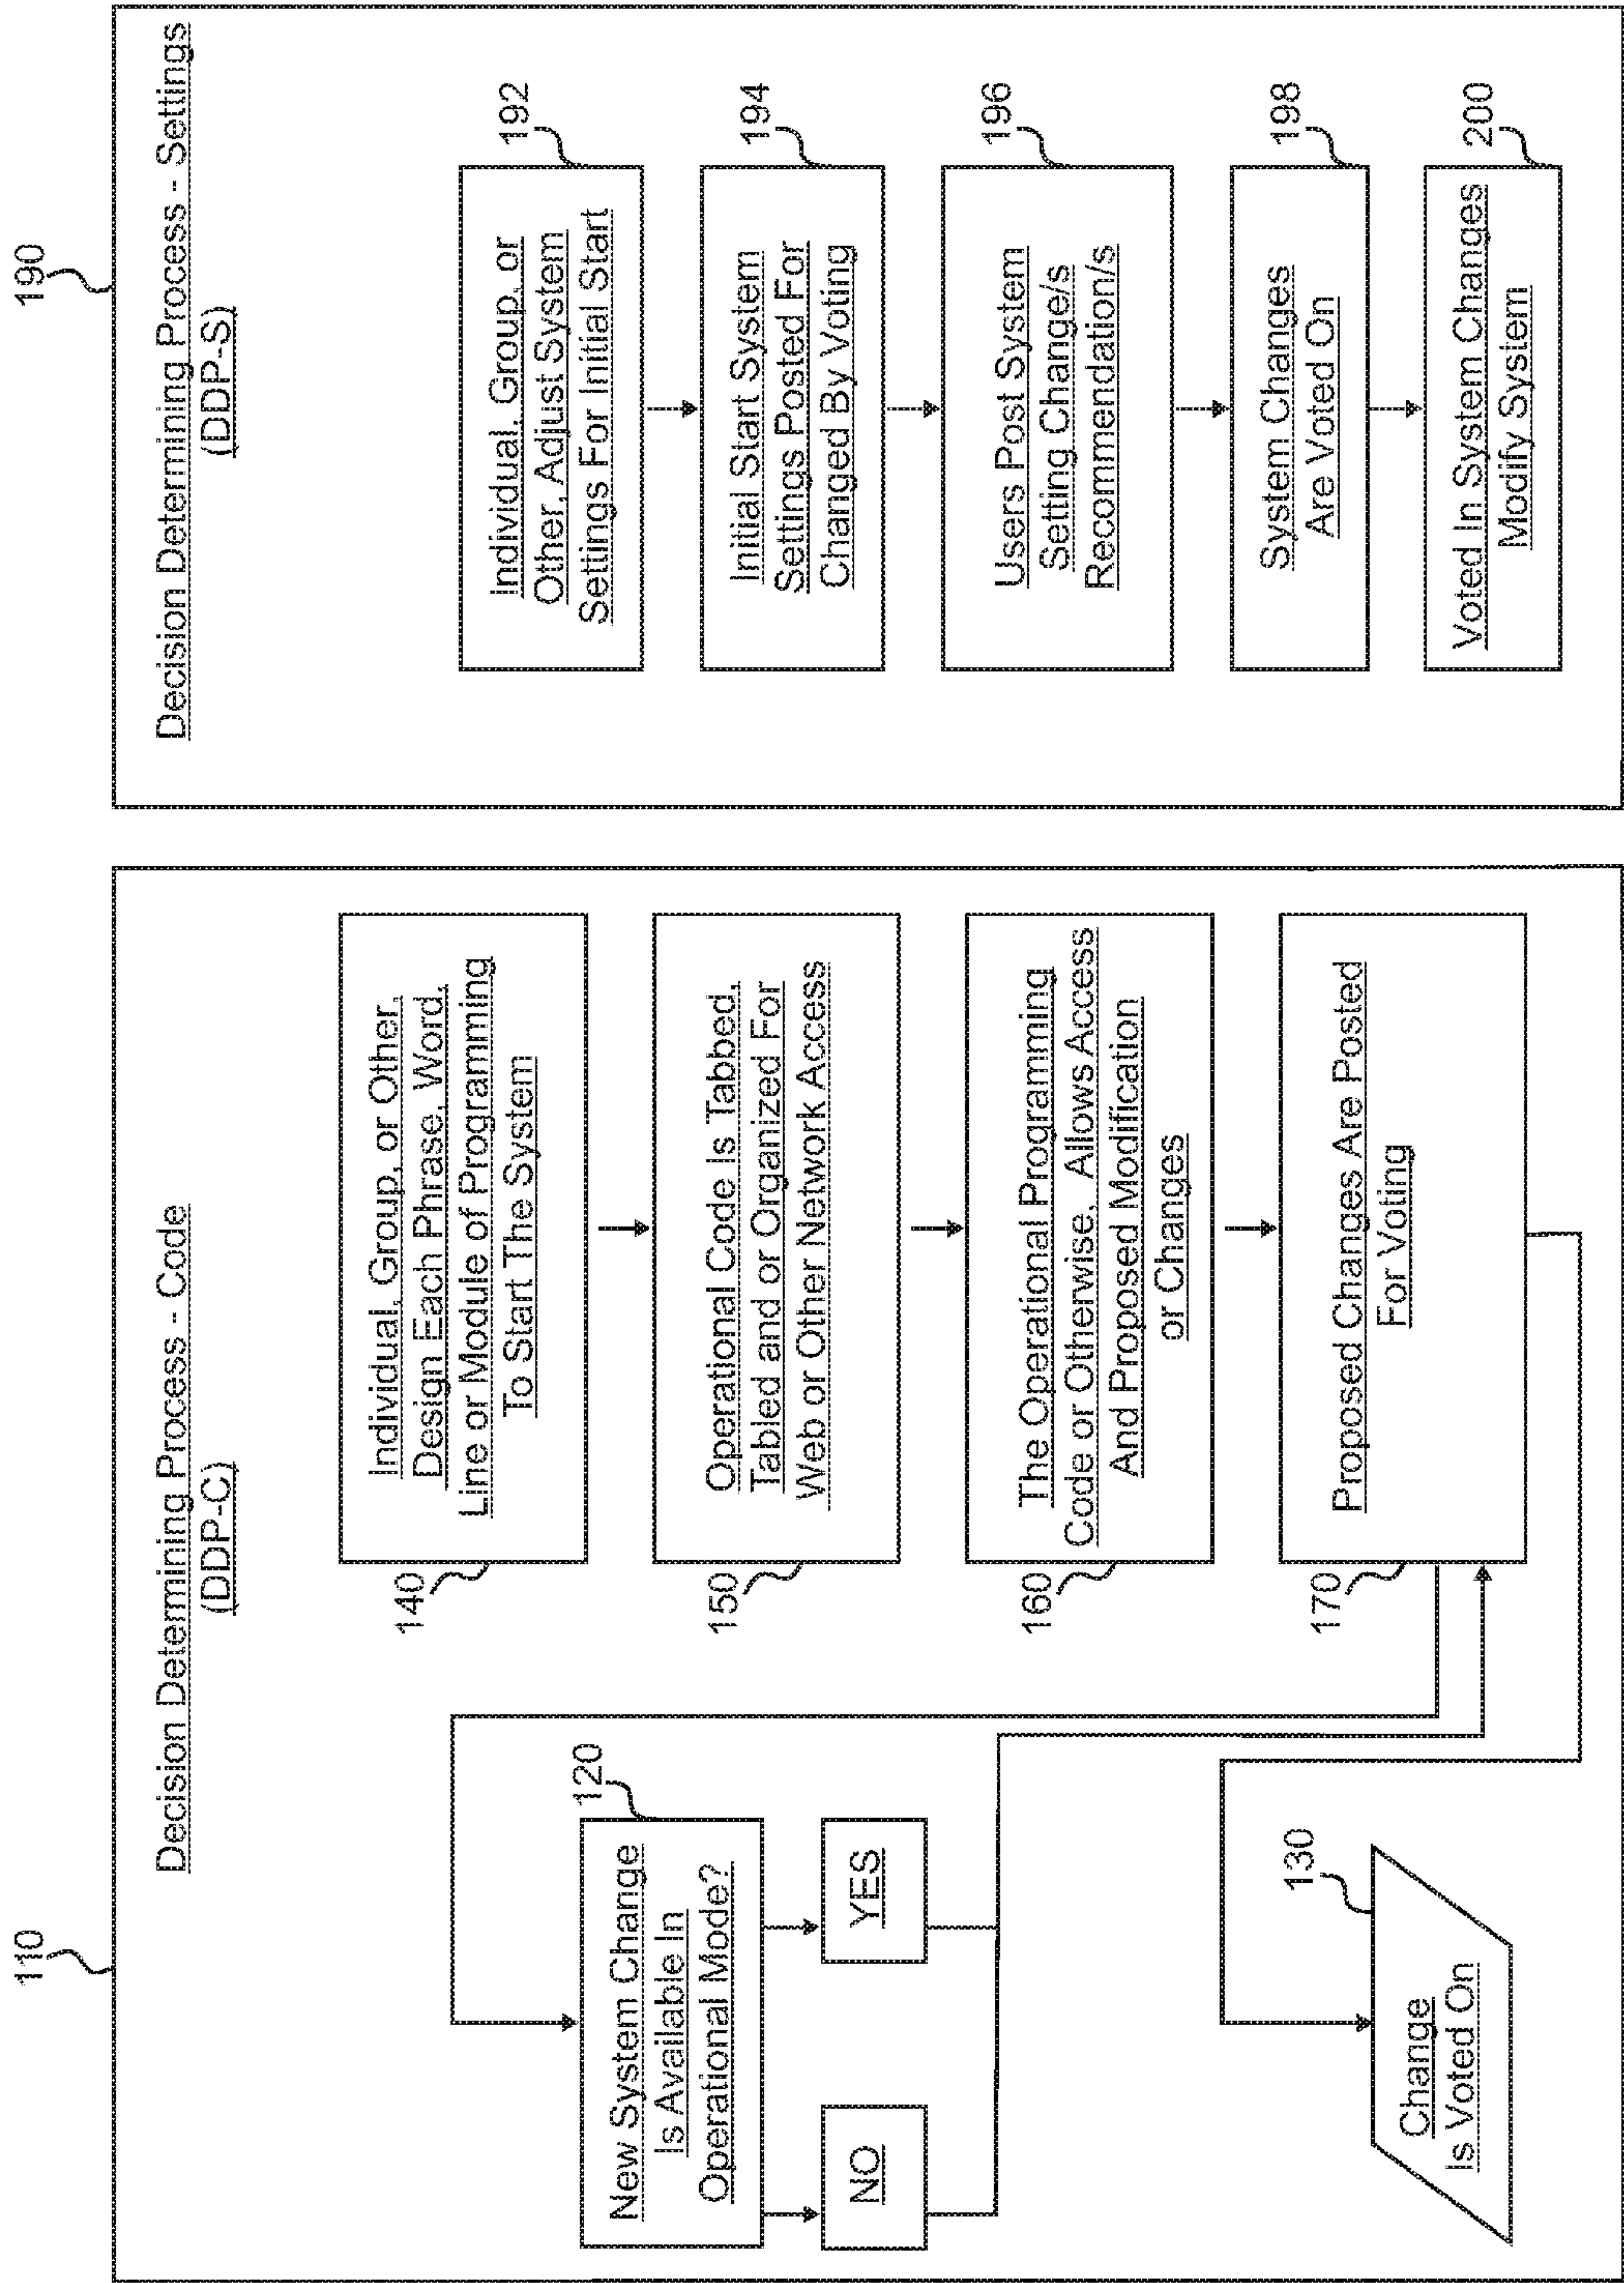 110
Decision Determining Process - Code
(DDP-C)
New System Change
Is Available In
Operational Mode?
120
NO
YES
Change
Is Voted On
130
140
Individual, Group, or Other,
Design Each Phrase, Word,
Line or Module of Programming
To Start The System
150
Operational Code Is Tabbed,
Tabled and or Organized For
Web or Other Network Access
160
The Operational Programming
Code or Otherwise, Allows Access
And Proposed Modification
or Changes
170
Proposed Changes Are Posted
For Voting
190
Decision Determining Process - Settings
(DDP-S)
192
Individual, Group, or
Other, Adjust System
Settings For Initial Start
194
Initial Start System
Settings Posted For
Changed By Voting
196
Users Post System
Setting Change/s
Recommendation/s
198
System Changes
Are Voted On
200
Voted In System Changes
Modify System